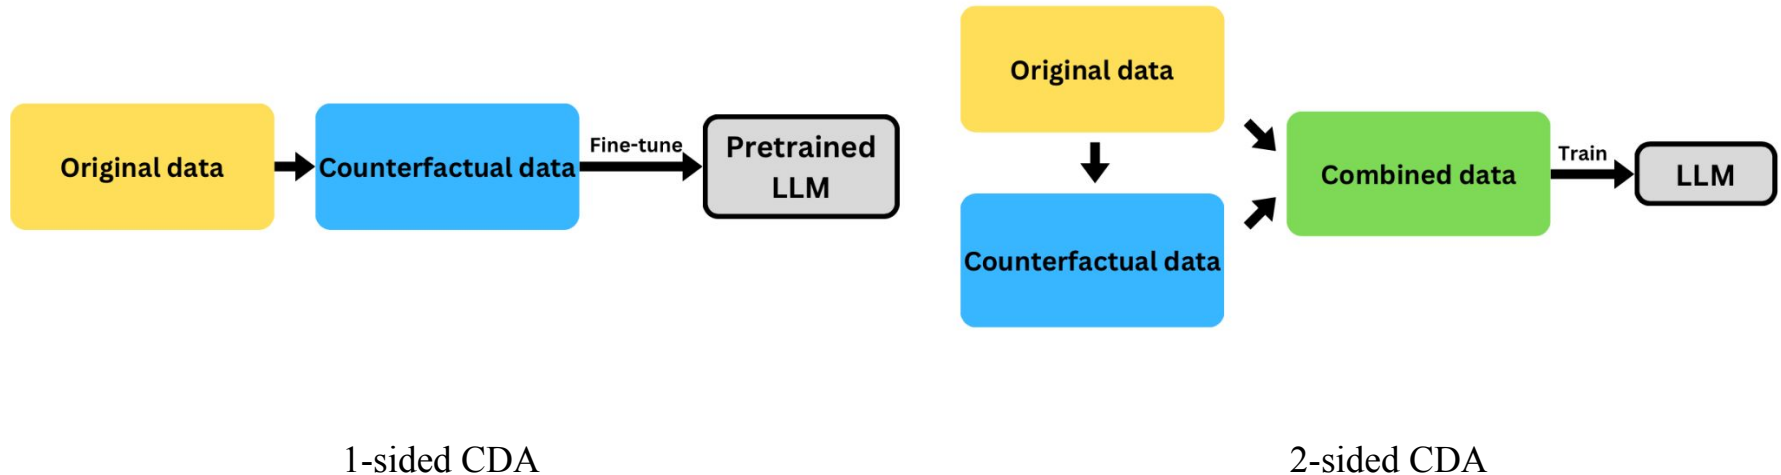 Original data
Counterfactual data
Fine-tune
Pretrained
LLM
1-sided CDA
Original data
Counterfactual data
Combined data
Train
LLM
2-sided CDA